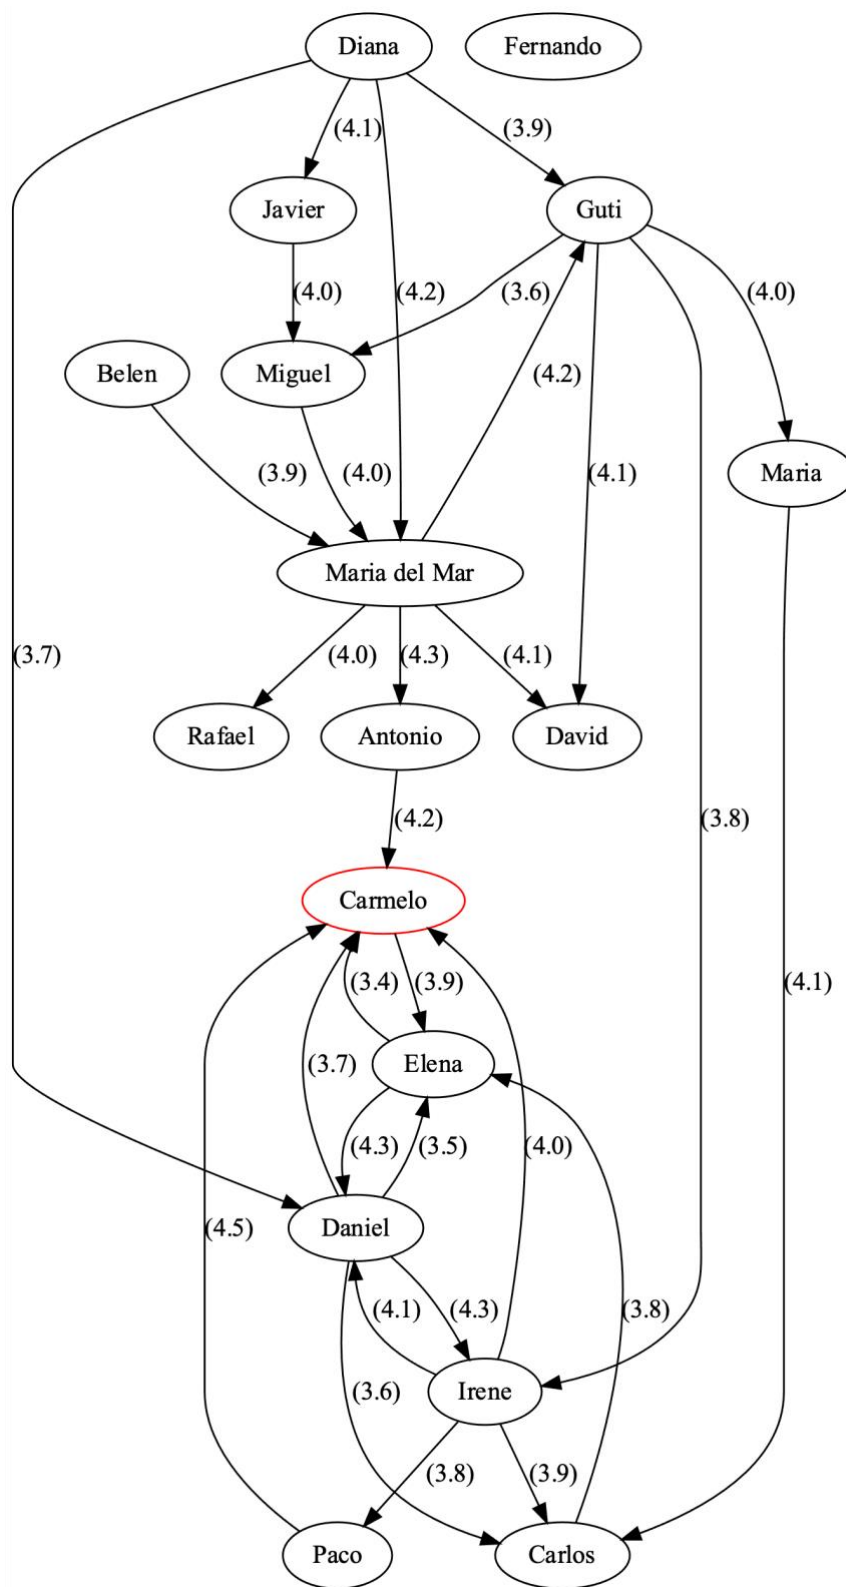 Diana
Fernando
(4.1)
(3.9)
Javier
Guti
(4.0)
(4.2)
(3.6)
(4.0)
Belen
Miguel
(4.2)
(3.9)
(4.0)
(4.1)
Maria
Maria del Mar
(3.7)
(4.0)
(4.3)
(4.1)
Rafael
Antonio
David
(4.2)
(3.8)
Carmelo
(3.4)
(3.9)
(4.1)
(3.7)
Elena
(4.3)
(3.5)
(4.0)
(4.5)
Daniel
(4.1)
(4.3)
(3.8)
(3.6)
Irene
(3.8)
(3.9)
Paco
Carlos